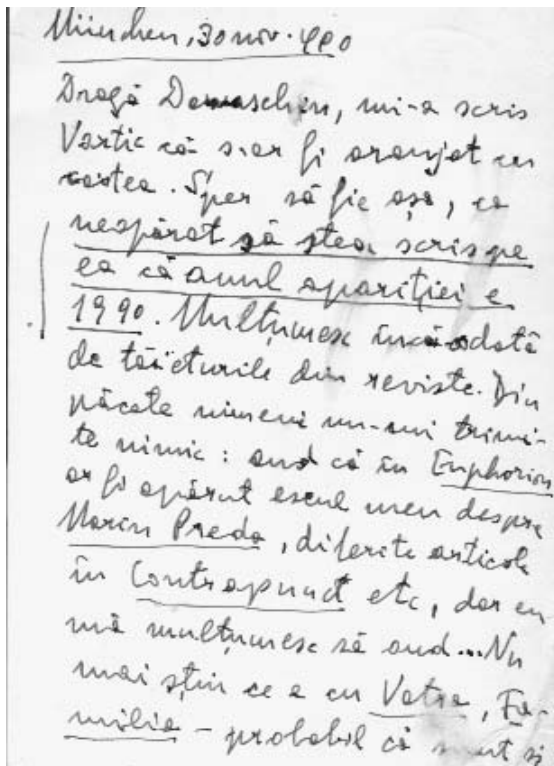 München, 30 nov. 990
Dragă Damaschin, mi-a scris
Vartic că s-ar fi aranjat cu
cartea. Sper să fie așa, ca
neapărat să stea scris pe
ea că anul apariției e
1990. Mulțumesc încă odată
de tăieturile din reviste. Din
păcate nimeni nu-mi trimi-
te nimic: aud că în Euphorion
ar fi apărut eseul meu despre
Marin Preda, diferite articole
în Contrapunct etc, dar eu
mă mulțumesc să aud... Nu
mai știu ce e cu Vatra, Fa-
milia - probabil că sunt și